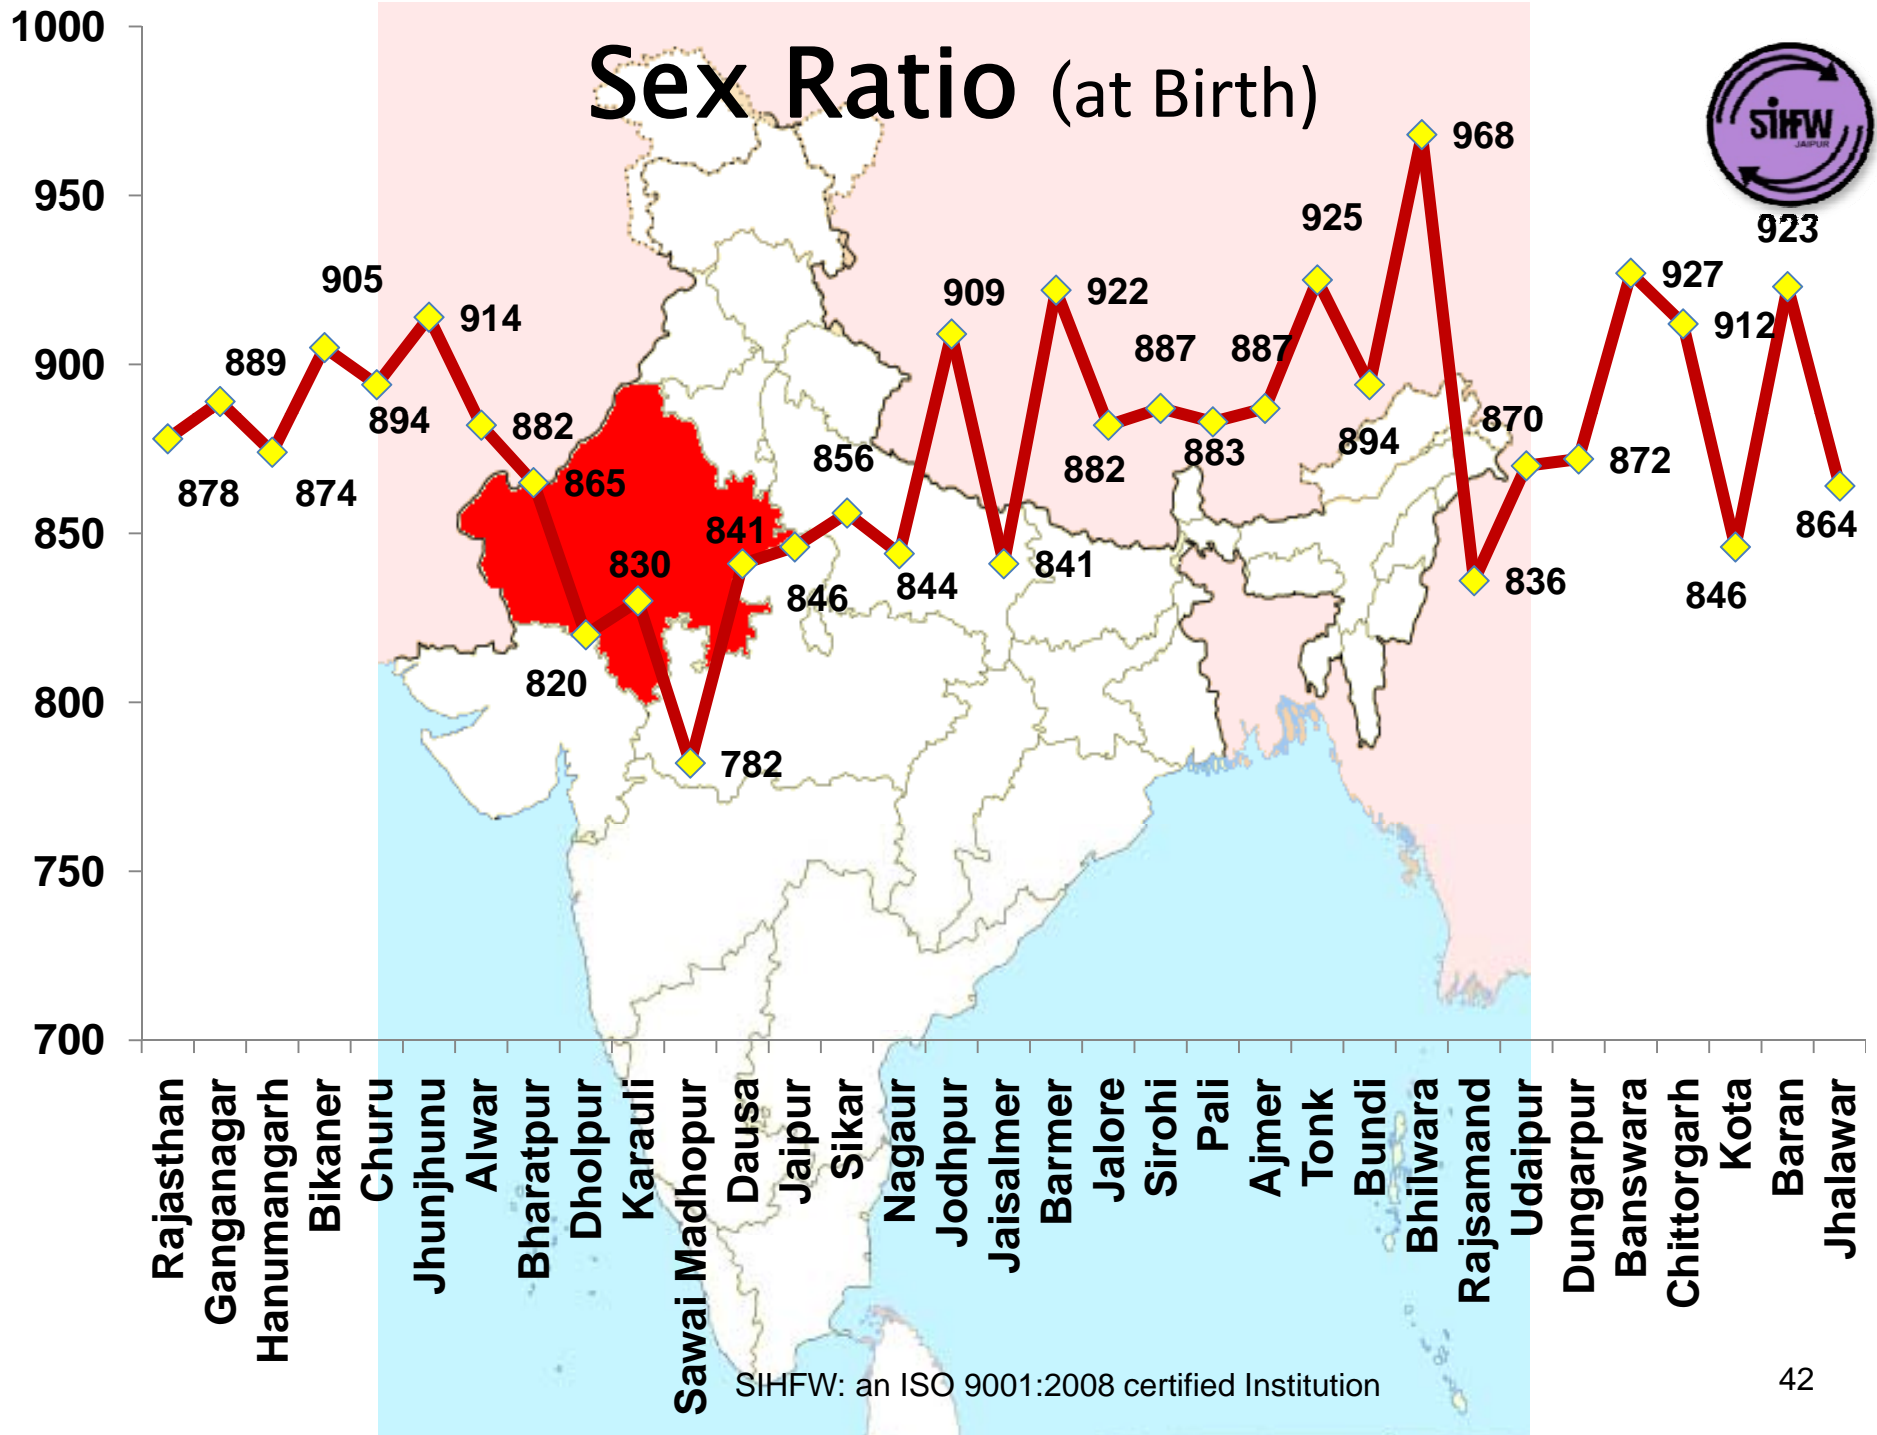 Sex Ratio (at Birth)
SIHFW
JAIPUR
1000
950
900
850
800
750
700
878
889
874
905
894
914
882
865
820
830
782
841
846
856
844
909
841
922
882
887
883
887
925
894
968
836
870
872
927
912
846
923
864
Rajasthan
Ganganagar
Hanumangarh
Bikaner
Churu
Jhunjhunu
Alwar
Bharatpur
Dholpur
Karauli
Sawai Madhopur
Dausa
Jaipur
Sikar
Nagaur
Jodhpur
Jaisalmer
Barmer
Jalore
Sirohi
Pali
Ajmer
Tonk
Bundi
Bhilwara
Rajsamand
Udaipur
Dungarpur
Banswara
Chittorgarh
Kota
Baran
Jhalawar
SIHFW: an ISO 9001:2008 certified Institution
42